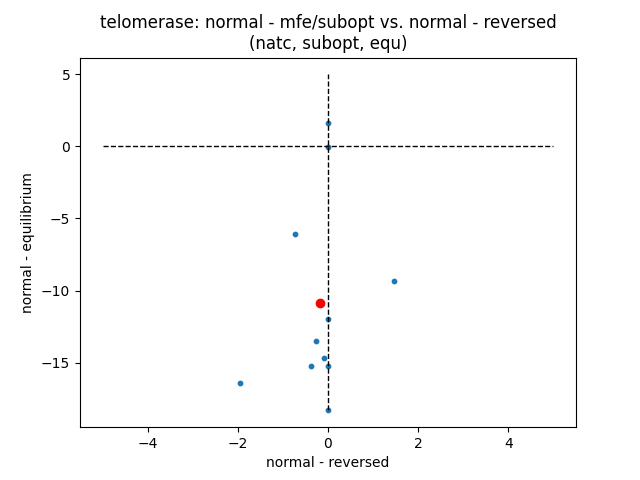 telomerase: normal - mfe/subopt vs. normal - reversed
(natc, subopt, equ)
5
0
−5
−10
−15
normal - equilibrium
−4
−2
0
2
4
normal - reversed